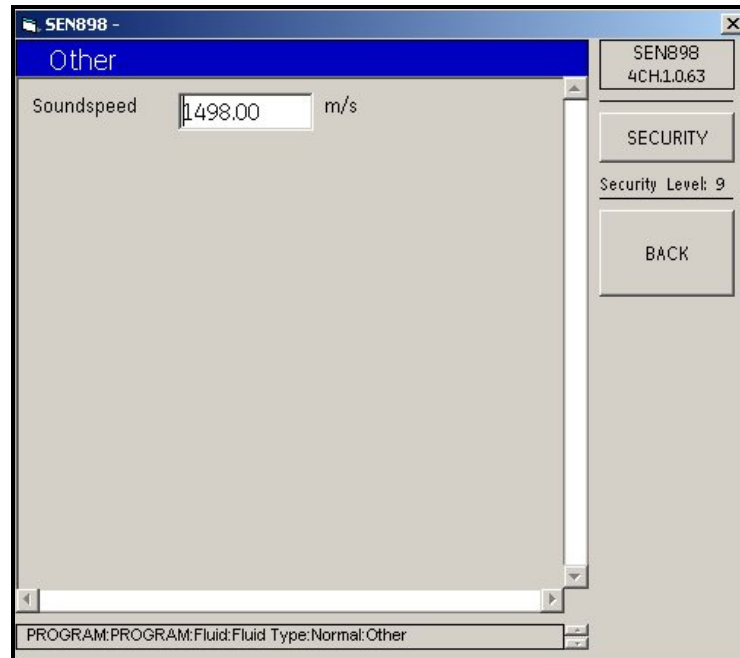 SEN898 -
Other
Soundspeed 1498.00 m/s
SEN898
4CH.1.0.63
SECURITY
Security Level: 9
BACK
PROGRAM:PROGRAM:Fluid:Fluid Type:Normal:Other